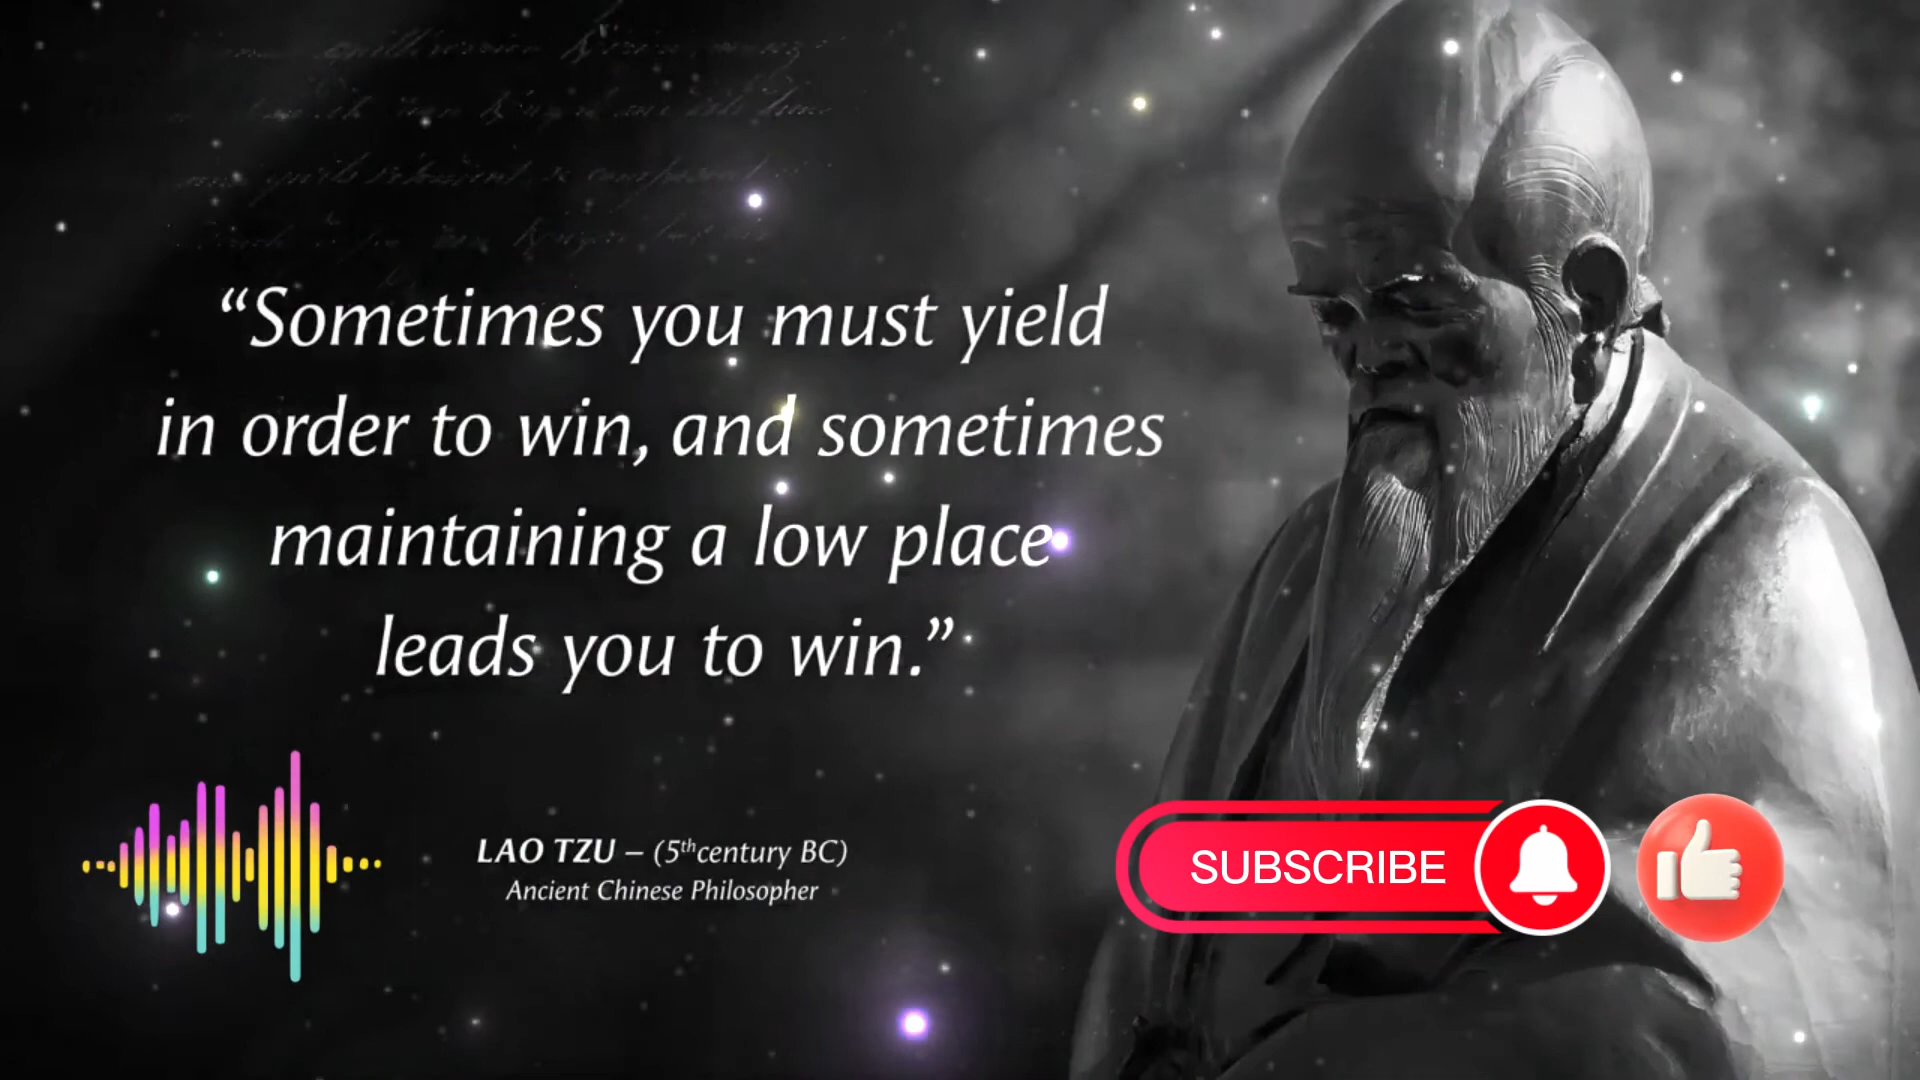 “Sometimes you must yield
in order to win, and sometimes
maintaining a low place
leads you to win.”
LAO TZU – (5thcentury BC)
Ancient Chinese Philosopher
SUBSCRIBE